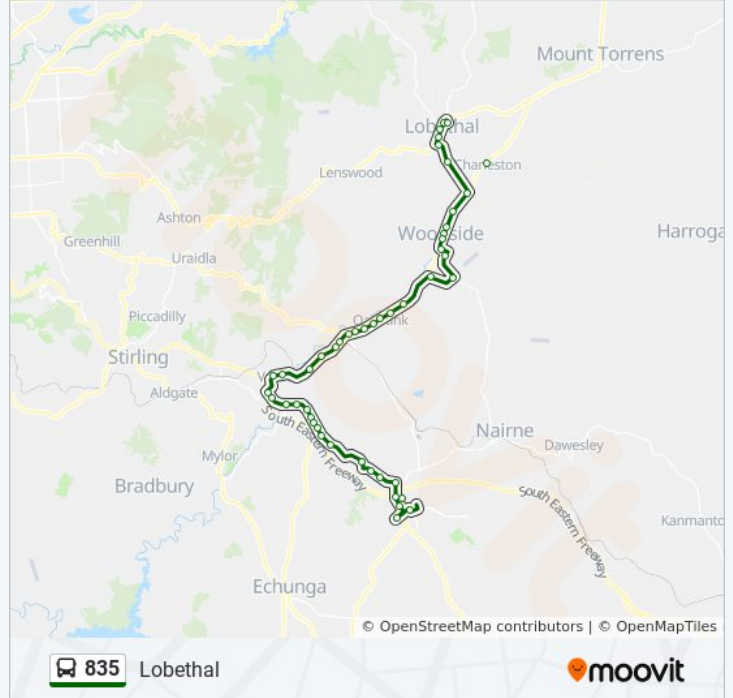 Mount Torrens
Lobethal
Charleston
Lenswood
Ashton
Woodside
Harroga
Greenhill
Uraidla
Piccadilly
Oakbank
Stirling
Aldgate
South Eastern Freeway
Nairne
Dawesley
Mylor
Bradbury
South Eastern Freeway
Kanmanto
Echunga
© OpenStreetMap contributors | © OpenMapTiles
835 Lobethal
moovit